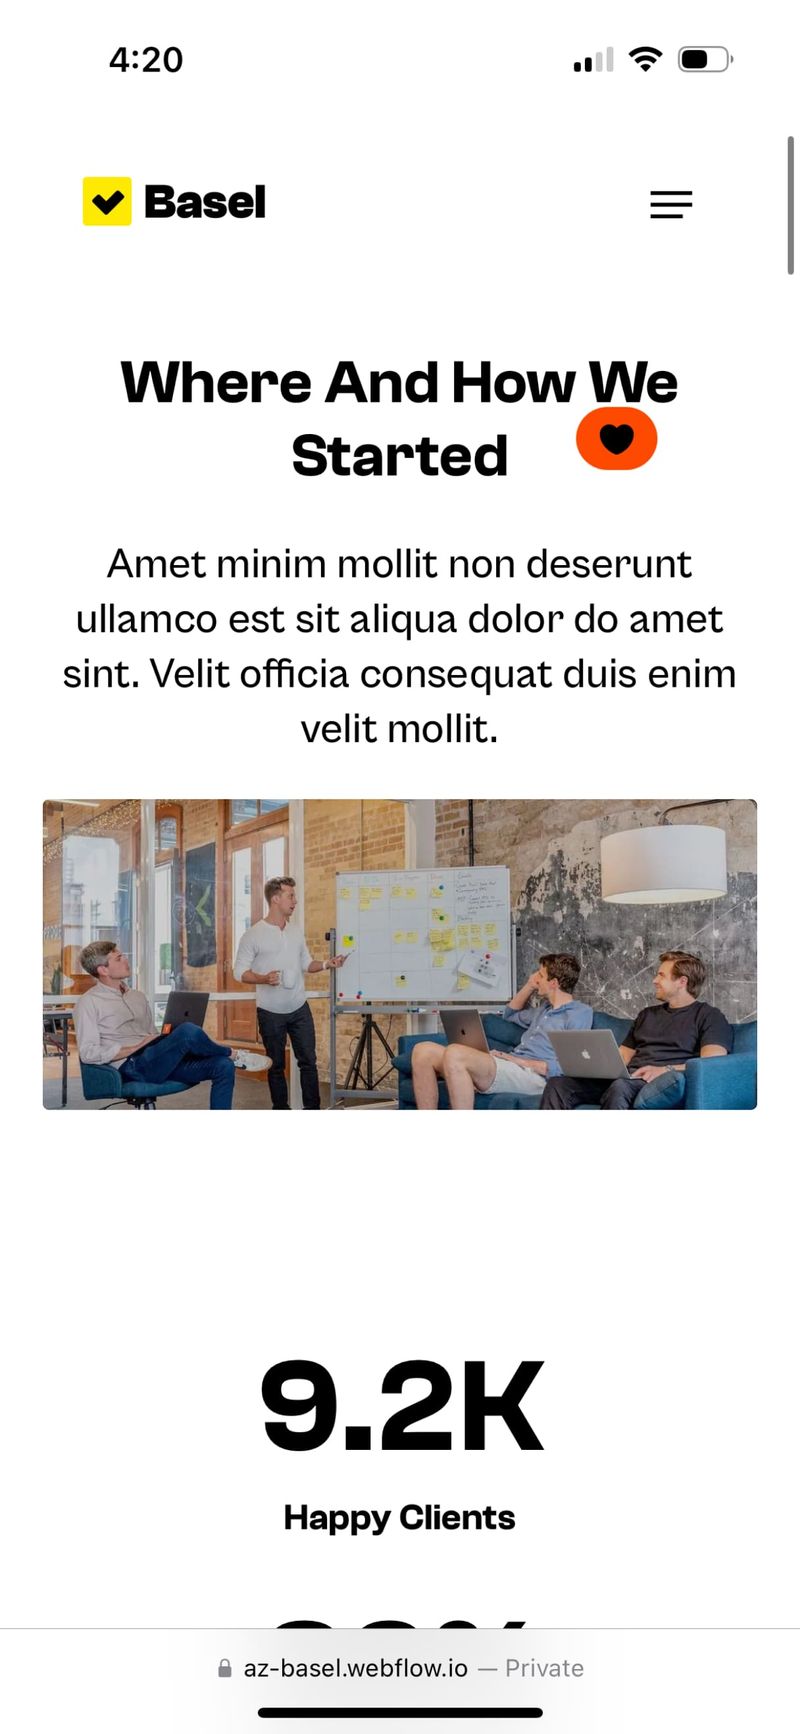 4:20
Basel
Where And How We
Started
Amet minim mollit non deserunt
ullamco est sit aliqua dolor do amet
sint. Velit officia consequat duis enim
velit mollit.
9.2K
Happy Clients
az-basel.webflow.io — Private